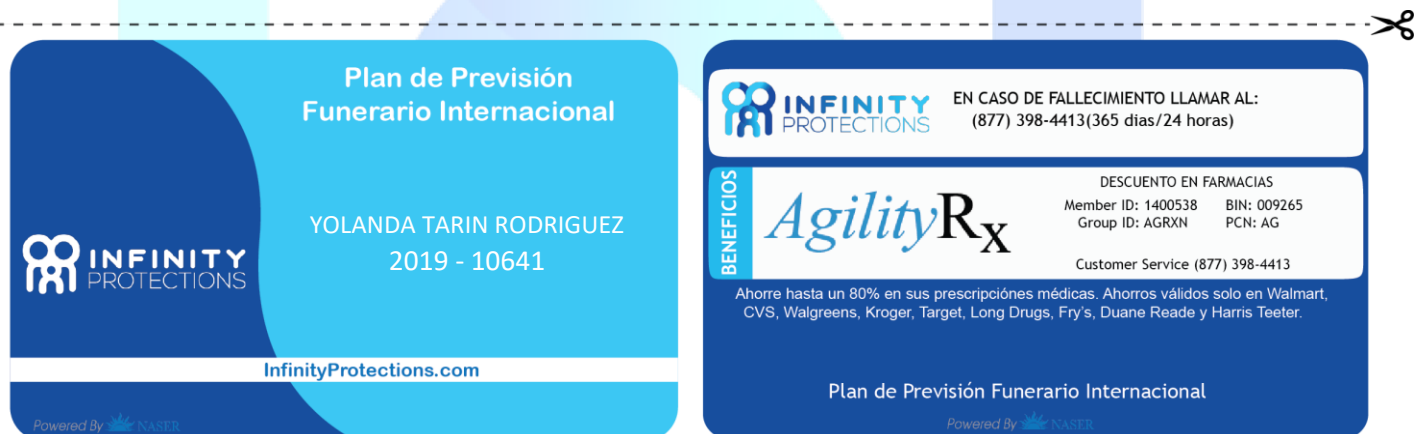 Plan de Previsión
Funerario Internacional
YOLANDA TARIN RODRIGUEZ
2019 - 10641
INFINITY
PROTECTIONS
InfinityProtections.com
Powered By NASER
INFINITY
PROTECTIONS
EN CASO DE FALLECIMIENTO LLAMAR AL:
(877) 398-4413(365 dias/24 horas)
BENEFICIOS
AgilityRx
DESCUENTO EN FARMACIAS
Member ID: 1400538 BIN: 009265
Group ID: AGRXN PCN: AG
Customer Service (877) 398-4413
Ahorre hasta un 80% en sus prescripciónes médicas. Ahorros válidos solo en Walmart,
CVS, Walgreens, Kroger, Target, Long Drugs, Fry's, Duane Reade y Harris Teeter.
Plan de Previsión Funerario Internacional
Powered By NASER